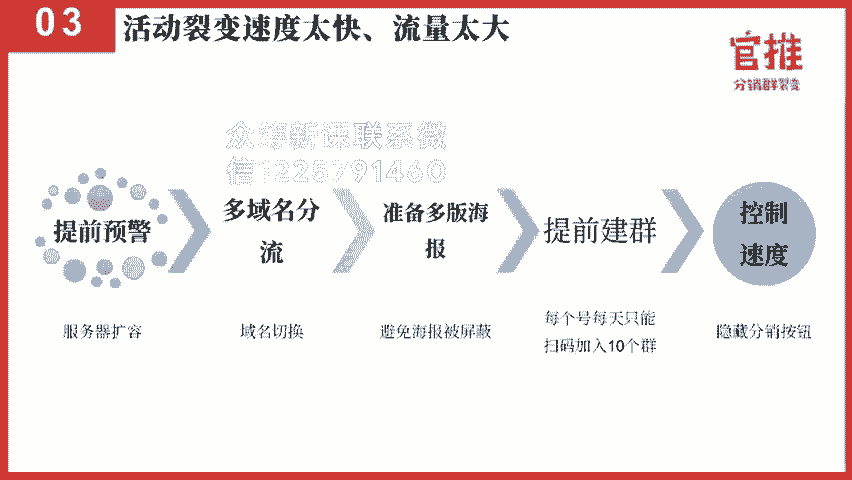 03
活动裂变速度太快、流量太大
官推
分销群裂变
众筹新课联系微
信1228791460
提前预警
多域名分
流
准备多版海
报
提前建群
控制
速度
服务器扩容
域名切换
避免海报被屏蔽
每个号每天只能
扫码加入10个群
隐藏分销按钮